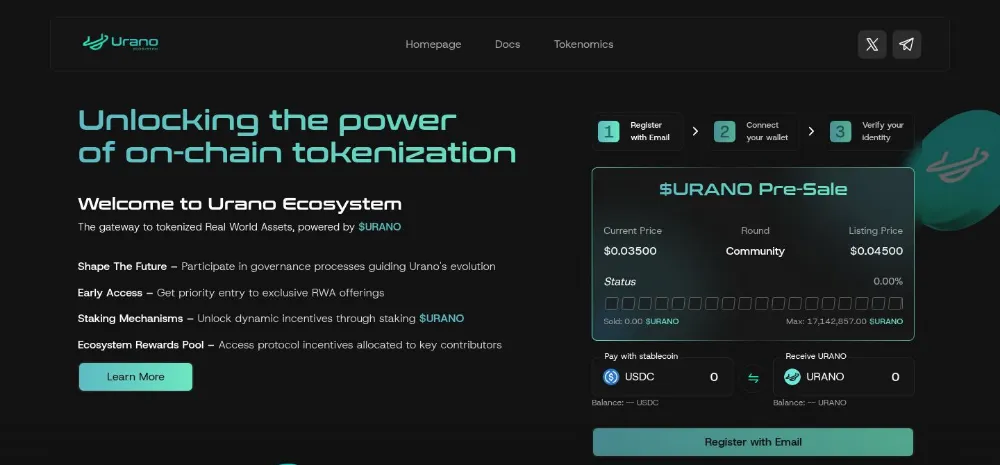 Urano
Homepage
Docs
Tokenomics
Unlocking the power
of on-chain tokenization
Welcome to Urano Ecosystem
The gateway to tokenized Real World Assets, powered by $URANO
Shape The Future – Participate in governance processes guiding Urano's evolution
Early Access – Get priority entry to exclusive RWA offerings
Staking Mechanisms – Unlock dynamic incentives through staking $URANO
Ecosystem Rewards Pool – Access protocol incentives allocated to key contributors
Learn More
1
Register
with Email
2
Connect
your wallet
3
Verify your
Identity
$URANO Pre-Sale
Current Price
Round
Listing Price
$0.03500
Community
$0.04500
Status
0.00%
Sold: 0.00 $URANO
Max: 17,142,857.00 $URANO
Pay with stablecoin
USDC
0
Balance: -- USDC
Receive URANO
URANO
0
Balance: -- URANO
Register with Email